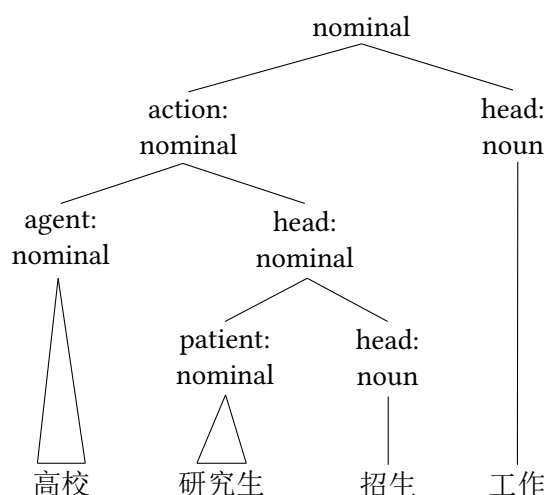 nominal
action: head:
nominal noun
agent: head:
nominal nominal
patient: head:
nominal noun
高校 研究生 招生 工作